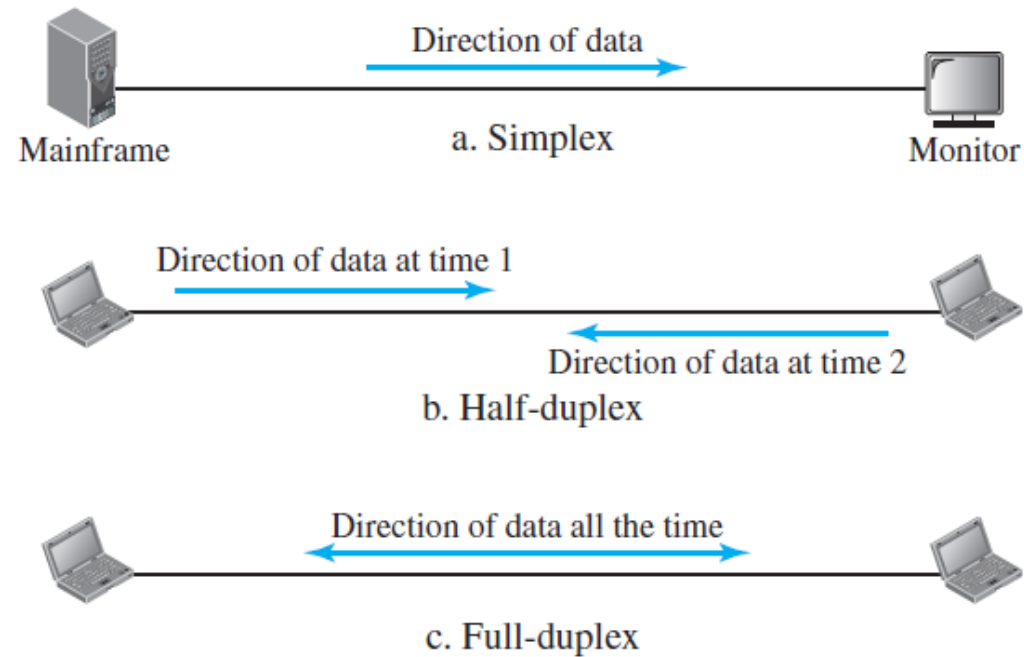 Direction of data
Mainframe
a. Simplex
Monitor
Direction of data at time 1
Direction of data at time 2
b. Half-duplex
Direction of data all the time
c. Full-duplex